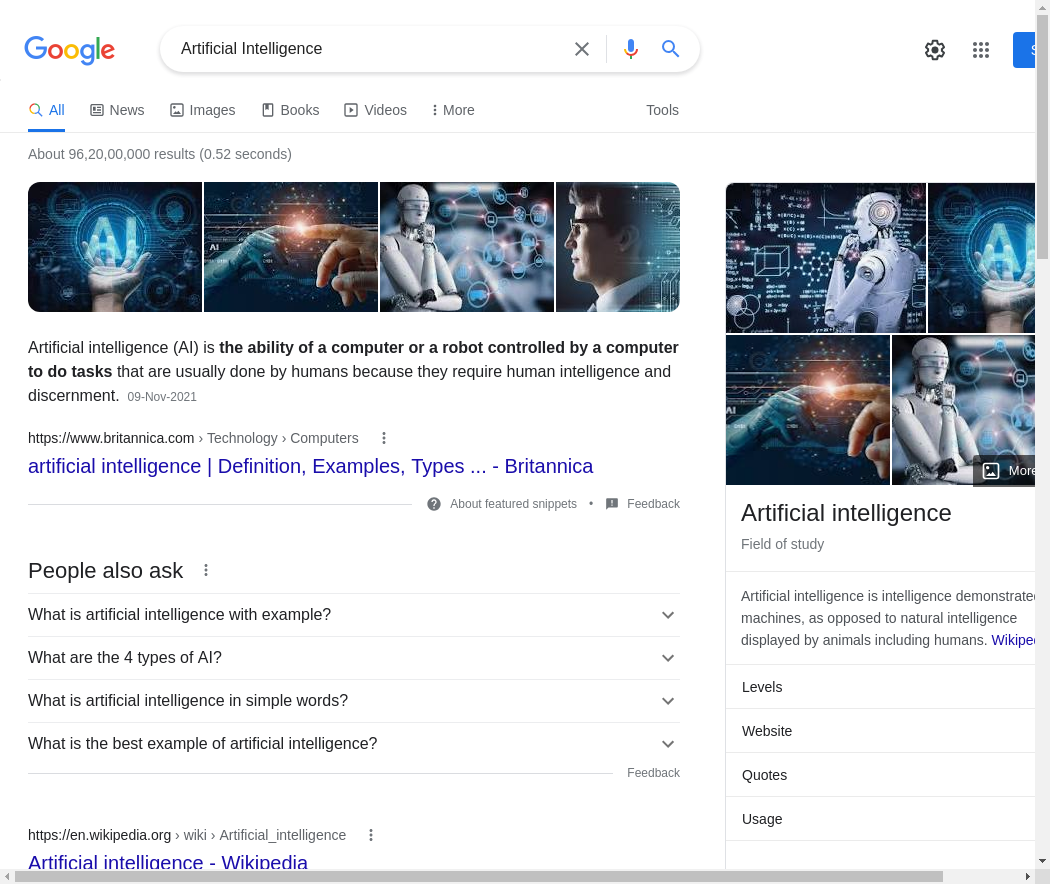 Google
Artificial Intelligence
All
News
Images
Books
Videos
More
Tools
About 96,20,00,000 results (0.52 seconds)
AI
AI
AI
Artificial intelligence (AI) is the ability of a computer or a robot controlled by a computer
to do tasks that are usually done by humans because they require human intelligence and
discernment. 09-Nov-2021
https://www.britannica.com › Technology › Computers
artificial intelligence | Definition, Examples, Types ... - Britannica
About featured snippets • Feedback
People also ask
What is artificial intelligence with example?
What are the 4 types of AI?
What is artificial intelligence in simple words?
What is the best example of artificial intelligence?
Feedback
https://en.wikipedia.org › wiki › Artificial_intelligence
Artificial intelligence - Wikipedia
More
Artificial intelligence
Field of study
Artificial intelligence is intelligence demonstrated
machines, as opposed to natural intelligence
displayed by animals including humans. Wikipe
Levels
Website
Quotes
Usage